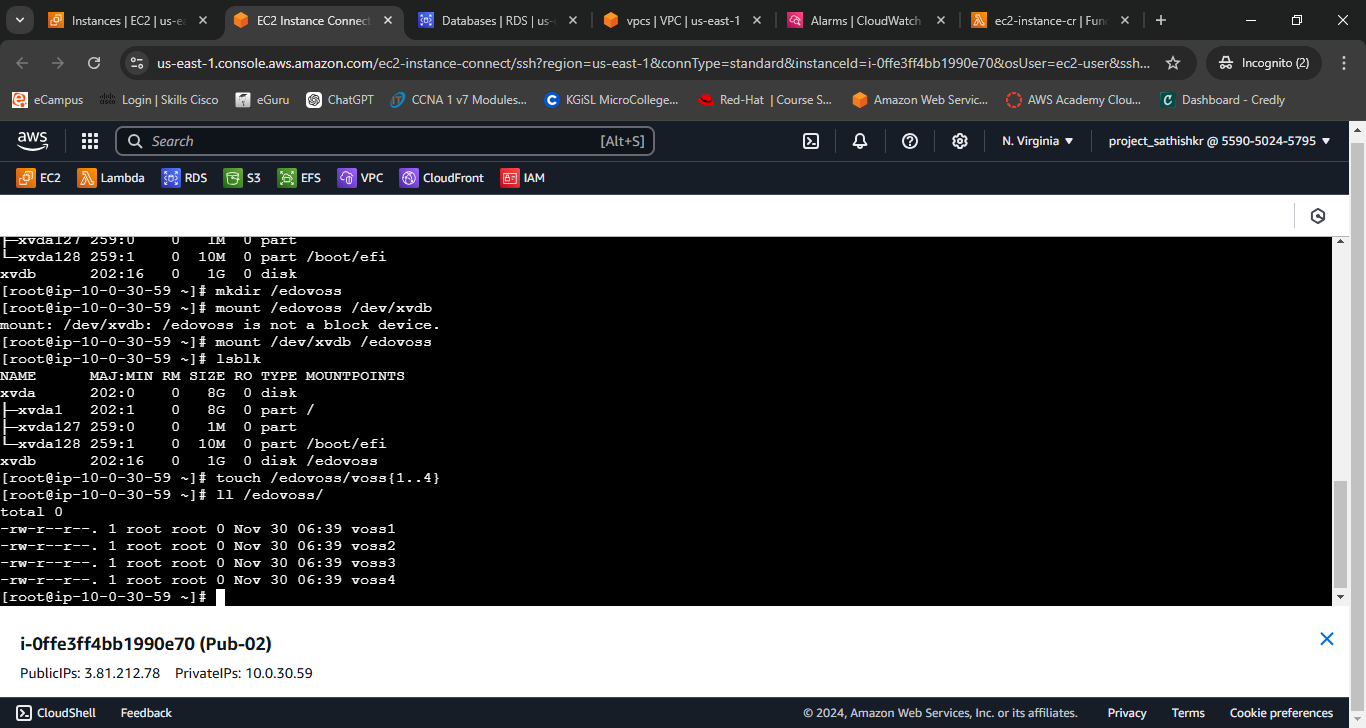 Instances | EC2 | us-ea
EC2 Instance Connect
Databases | RDS | us-
vpcs | VPC | us-east-1
Alarms | CloudWatch
ec2-instance-cr | Fun
us-east-1.console.aws.amazon.com/ec2-instance-connect/ssh?region=us-east-1&connType=standard&instanceId=i-0ffe3ff4bb1990e70&osUser=ec2-user&ssh...
Incognito (2)
eCampus
Login | Skills Cisco
eGuru
ChatGPT
CCNA 1 v7 Modules...
KGiSL MicroCollege...
Red-Hat | Course S...
Amazon Web Servic...
AWS Academy Clou...
Dashboard - Credly
aws
Search
[Alt+S]
N. Virginia
project_sathishkr @ 5590-5024-5795
EC2
Lambda
RDS
S3
EFS
VPC
CloudFront
IAM
├─xvda127 259:0    0   1M  0 part
└─xvda128 259:1    0  10M  0 part /boot/efi
xvdb      202:16   0   1G  0 disk
[root@ip-10-0-30-59 ~]# mkdir /edovoss
[root@ip-10-0-30-59 ~]# mount /edovoss /dev/xvdb
mount: /dev/xvdb: /edovoss is not a block device.
[root@ip-10-0-30-59 ~]# mount /dev/xvdb /edovoss
[root@ip-10-0-30-59 ~]# lsblk
NAME      MAJ:MIN RM SIZE RO TYPE MOUNTPOINTS
xvda      202:0    0   8G  0 disk
├─xvda1   202:1    0   8G  0 part /
├─xvda127 259:0    0   1M  0 part
└─xvda128 259:1    0  10M  0 part /boot/efi
xvdb      202:16   0   1G  0 disk /edovoss
[root@ip-10-0-30-59 ~]# touch /edovoss/voss{1..4}
[root@ip-10-0-30-59 ~]# ll /edovoss/
total 0
-rw-r--r--. 1 root root 0 Nov 30 06:39 voss1
-rw-r--r--. 1 root root 0 Nov 30 06:39 voss2
-rw-r--r--. 1 root root 0 Nov 30 06:39 voss3
-rw-r--r--. 1 root root 0 Nov 30 06:39 voss4
[root@ip-10-0-30-59 ~]#
i-0ffe3ff4bb1990e70 (Pub-02)
PublicIPs: 3.81.212.78 PrivateIPs: 10.0.30.59
CloudShell
Feedback
© 2024, Amazon Web Services, Inc. or its affiliates.
Privacy
Terms
Cookie preferences